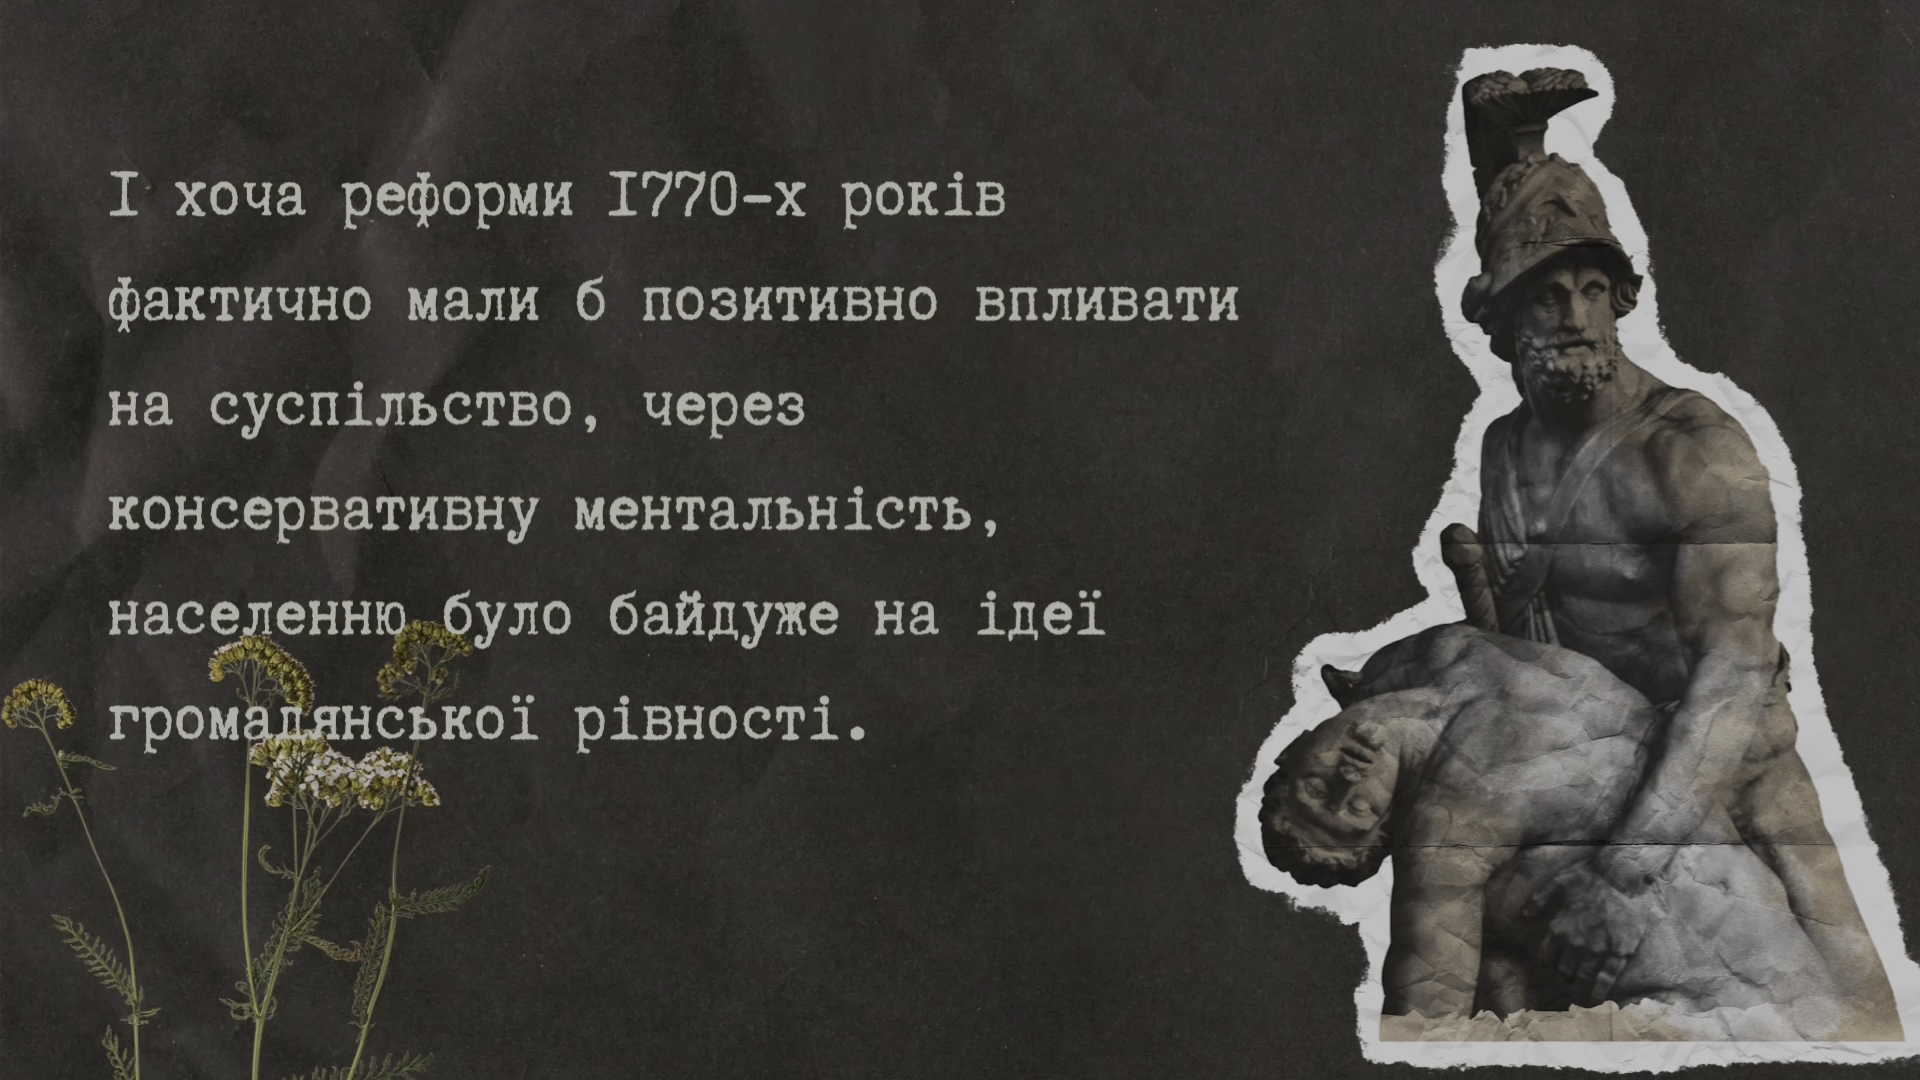 І хоча реформи 1770-х років
фактично мали б позитивно впливати
на суспільство, через
консервативну ментальність,
населенню було байдуже на ідеї
громадянської рівності.